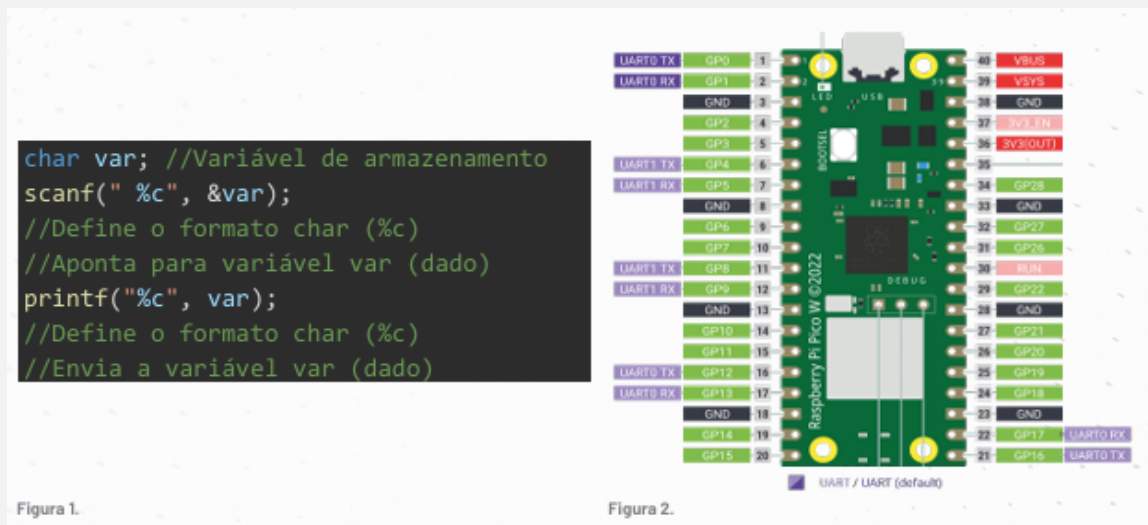 char var; //Variável de armazenamento
scanf(" %c", &var);
//Define o formato char (%c)
//Aponta para variável var (dado)
printf("%c", var);
//Define o formato char (%c)
//Envia a variável var (dado)
Figura 1.
UART0 TX GP0 1
UART0 RX GP1 2
GND 3
GP2 4
GP3 5
UART1 TX GP4 6
UART1 RX GP5 7
GND 8
GP6 9
GP7 10
UART1 TX GP8 11
UART1 RX GP9 12
GND 13
GP10 14
GP11 15
UART0 TX GP12 16
UART0 RX GP13 17
GND 18
GP14 19
GP15 20
1
2
39
LED
USB
BOOTSEL
DEBUG
Raspberry Pi Pico W ©2022
40 VBUS
39 VSYS
38 GND
37 3V3_EN
36 3V3(OUT)
35
34 GP28
33 GND
32 GP27
31 GP26
30 RUN
29 GP22
28 GND
27 GP21
26 GP20
25 GP19
24 GP18
23 GND
22 GP17 UART0 RX
21 GP16 UART0 TX
UART / UART (default)
Figura 2.